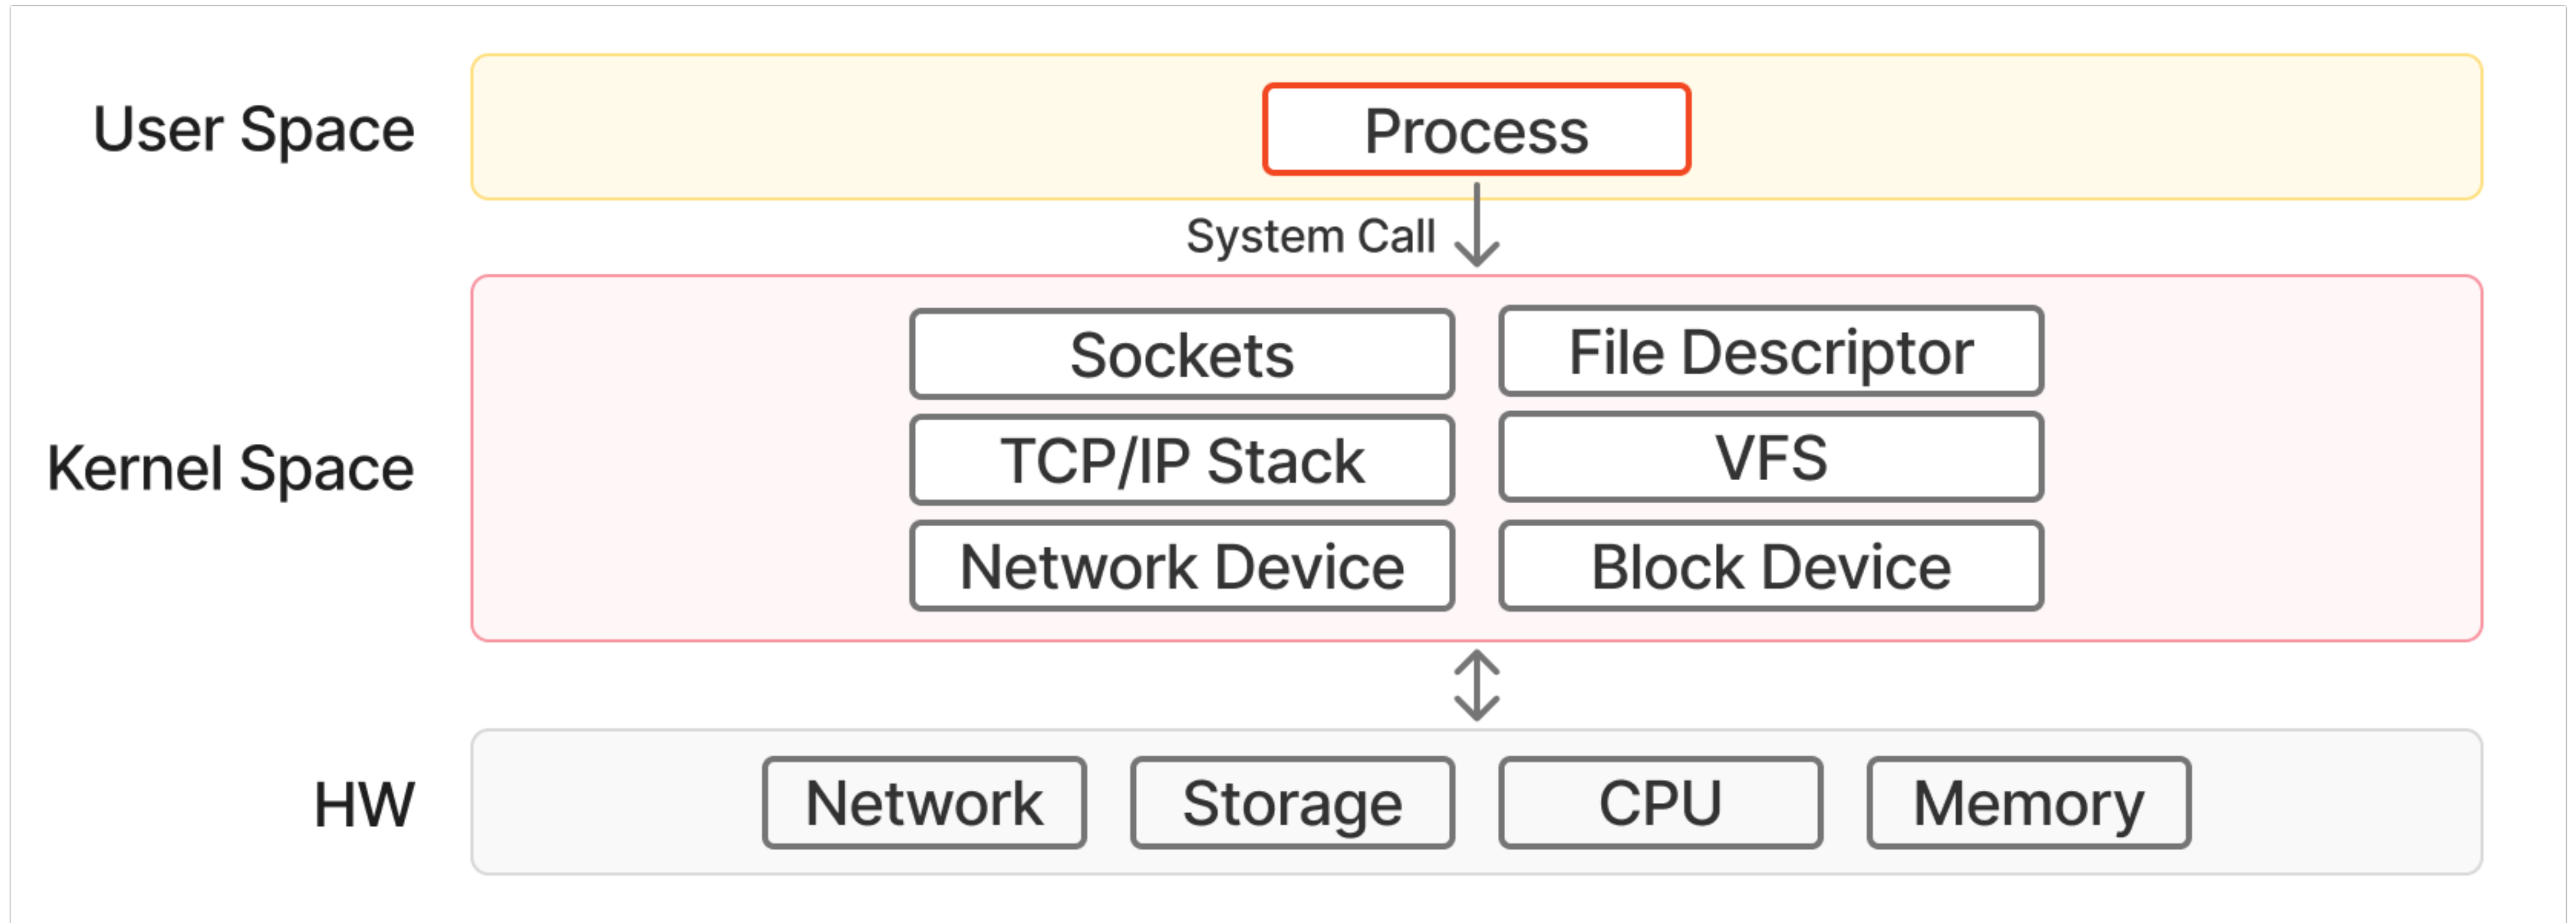 User Space
Process
System Call
Kernel Space
Sockets
File Descriptor
TCP/IP Stack
VFS
Network Device
Block Device
HW
Network
Storage
CPU
Memory